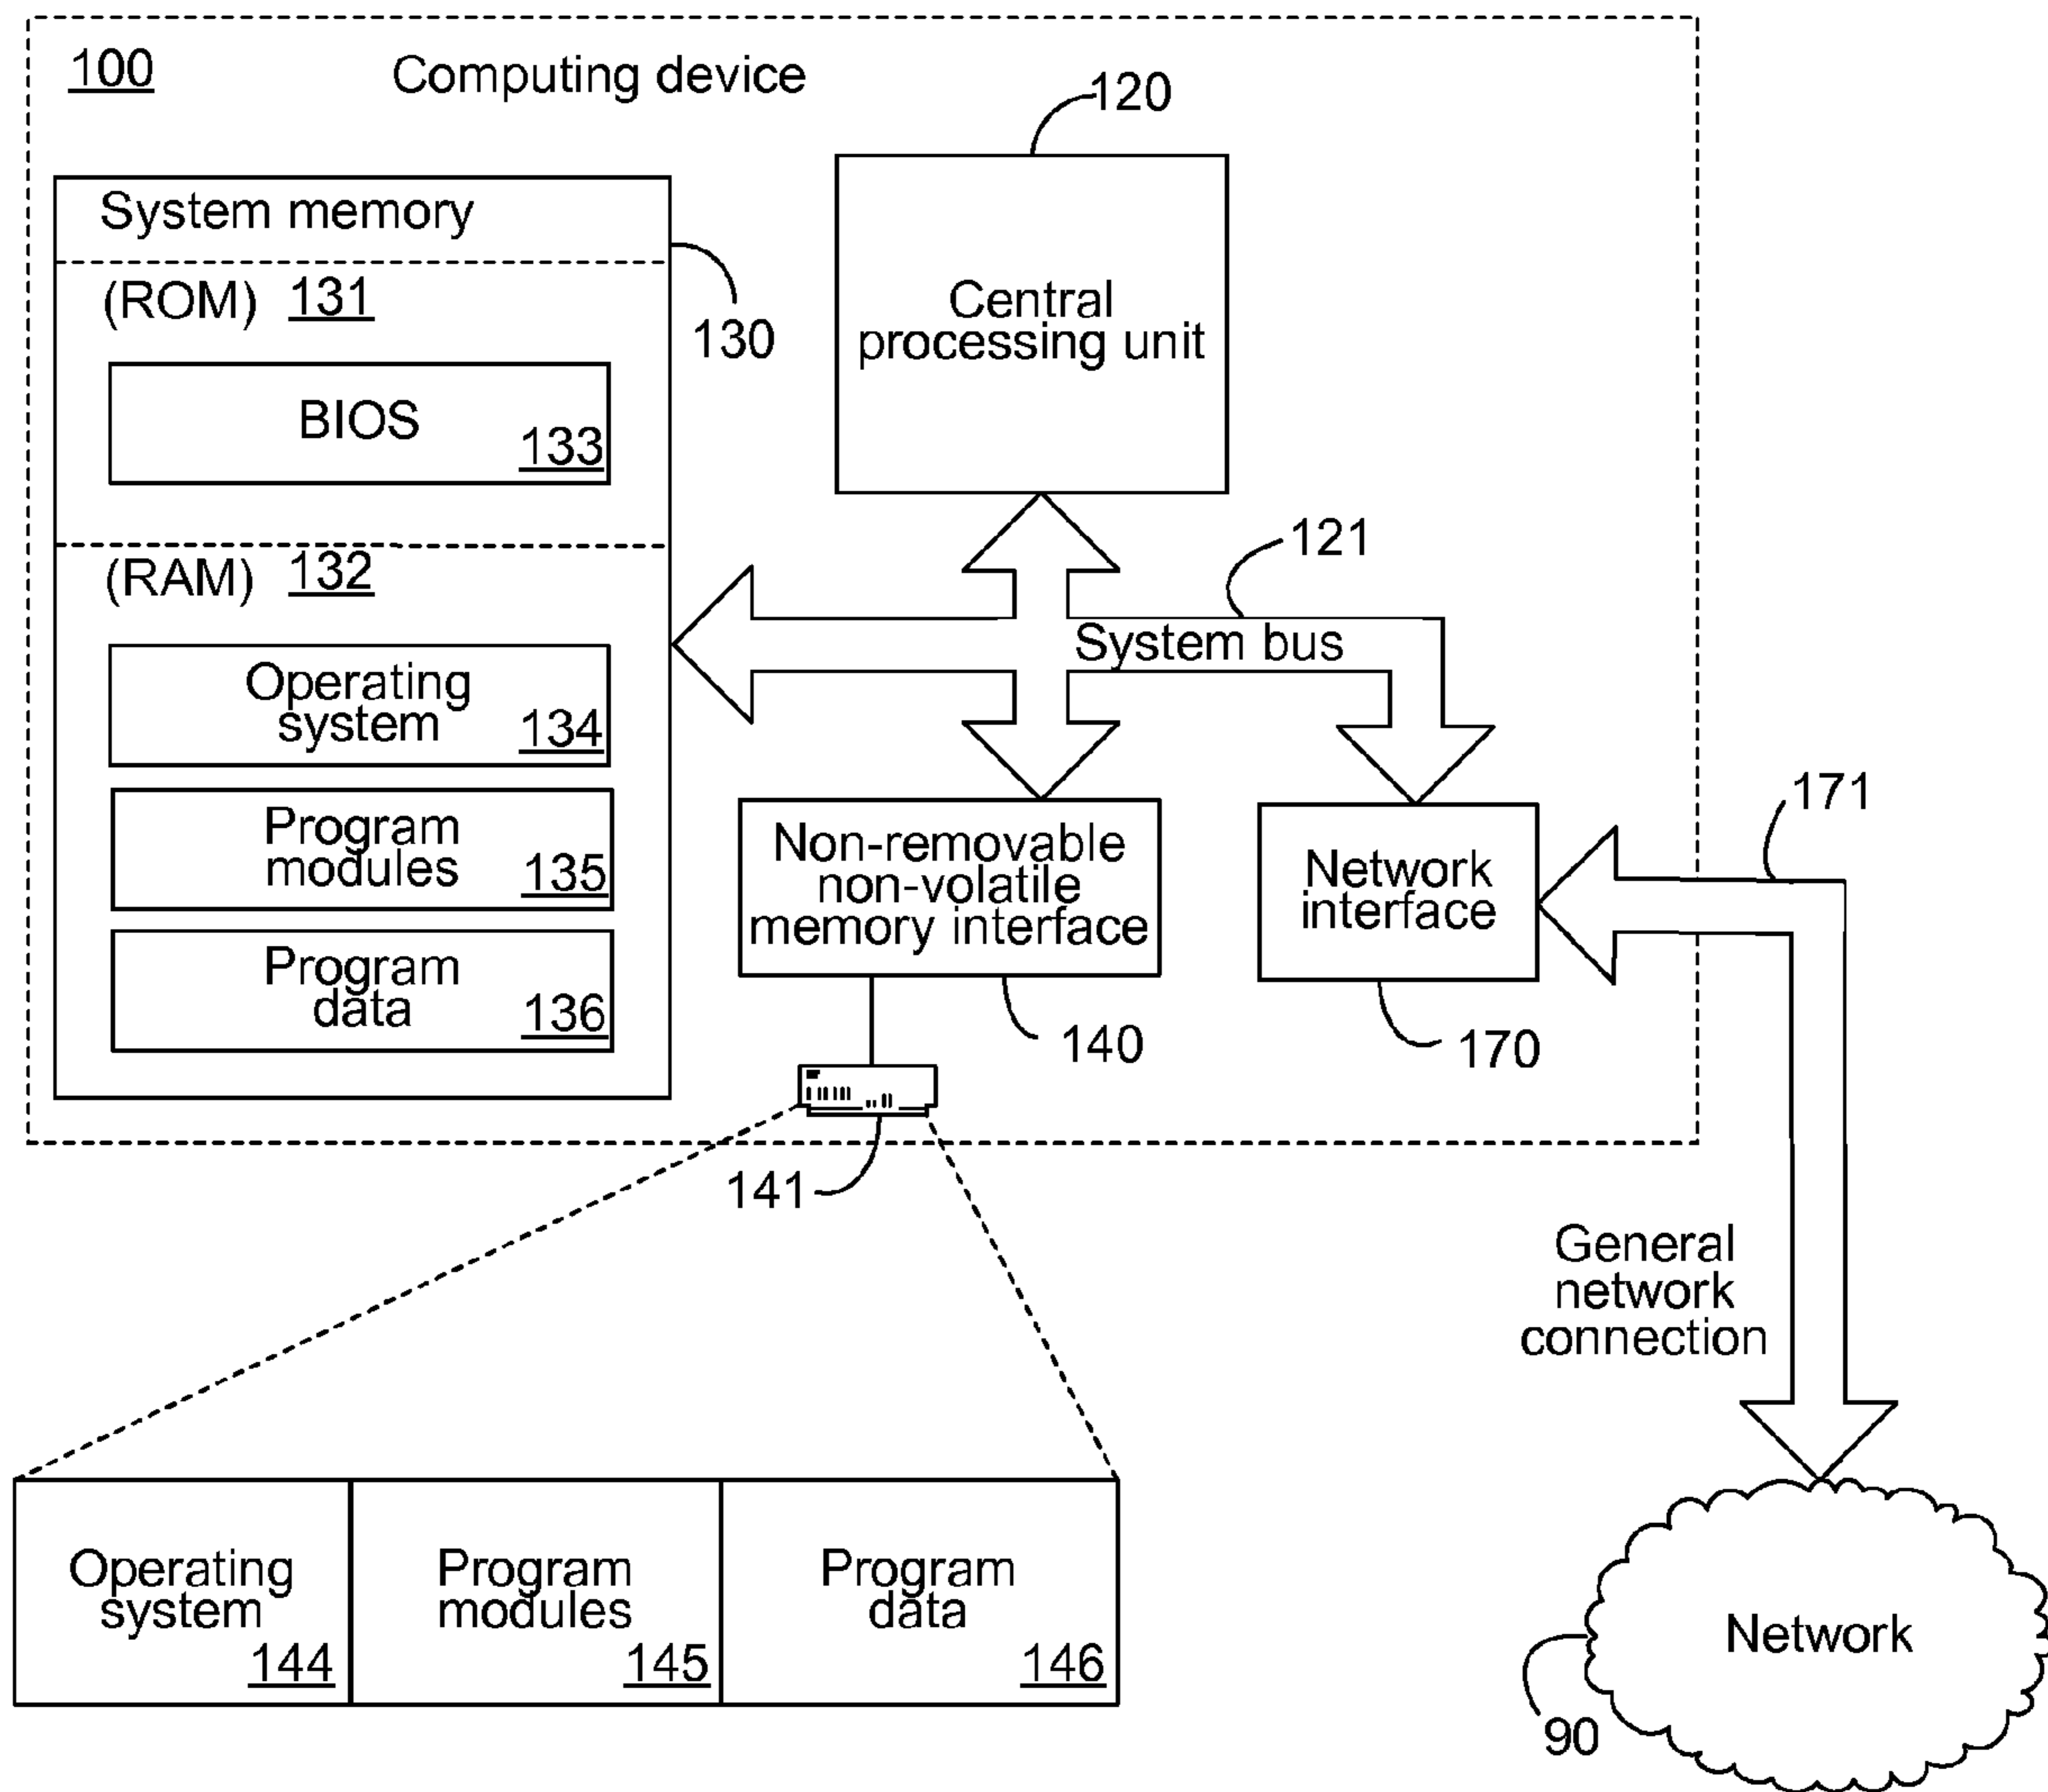 100
Computing device
120
System memory
(ROM) 131
130
Central
processing unit
BIOS
133
121
(RAM) 132
System bus
Operating
system
134
171
Program
modules
135
Non-removable
non-volatile
memory interface
Network
interface
Program
data
136
140
170
141
General
network
connection
Operating
system
144
Program
modules
145
Program
data
146
Network
90